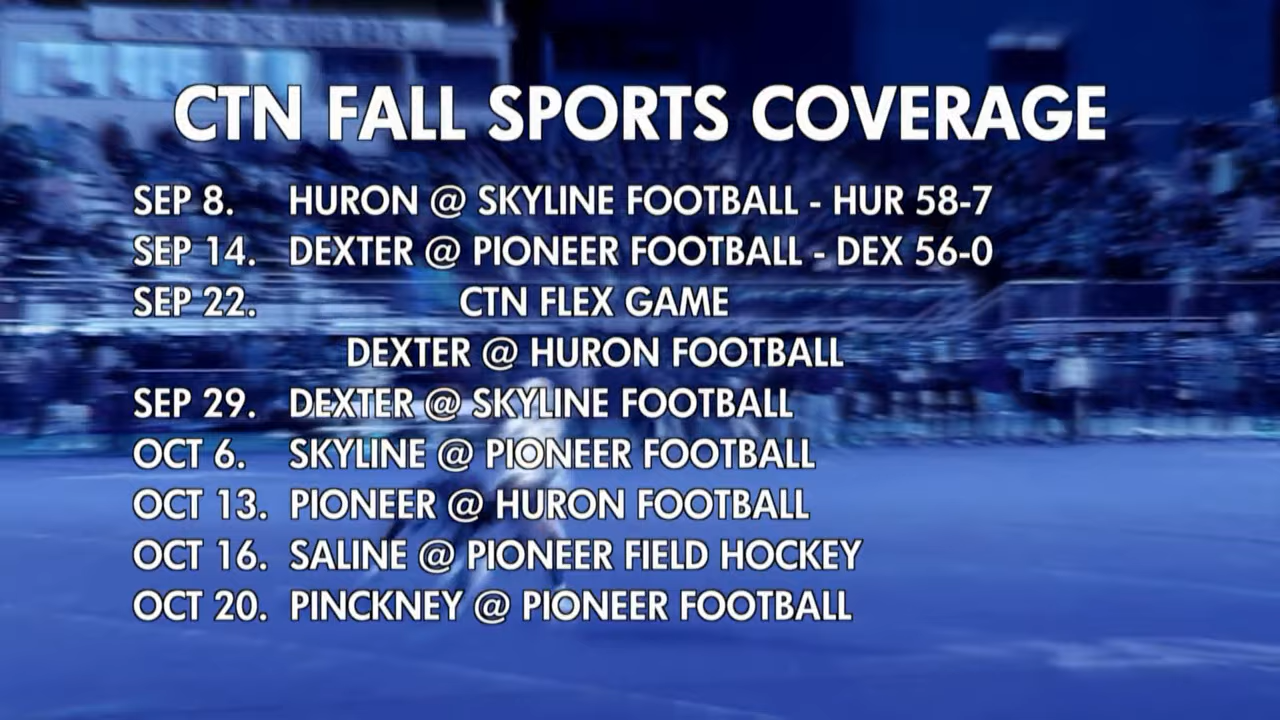 CTN FALL SPORTS COVERAGE
SEP 8. HURON @ SKYLINE FOOTBALL - HUR 58-7
SEP 14. DEXTER @ PIONEER FOOTBALL - DEX 56-0
SEP 22. CTN FLEX GAME
DEXTER @ HURON FOOTBALL
SEP 29. DEXTER @ SKYLINE FOOTBALL
OCT 6. SKYLINE @ PIONEER FOOTBALL
OCT 13. PIONEER @ HURON FOOTBALL
OCT 16. SALINE @ PIONEER FIELD HOCKEY
OCT 20. PINCKNEY @ PIONEER FOOTBALL